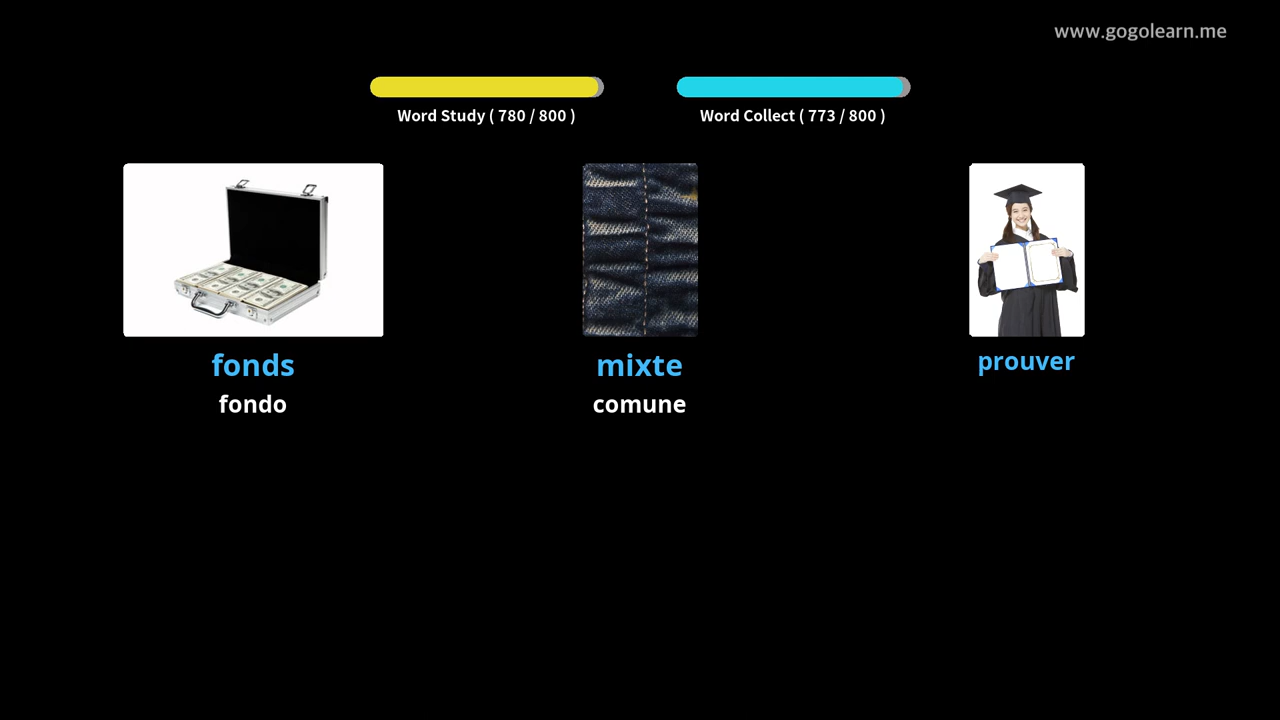 www.gogolearn.me
Word Study ( 780 / 800 )
Word Collect ( 773 / 800 )
fonds
fondo
mixte
comune
prouver